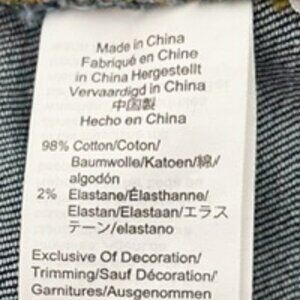 Made in China
Fabriqué en Chine
in China Hergestellt
Vervaardigd in China
中国製
Hecho en China
98% Cotton/Coton/
Baumwolle/Katoen/綿/
algodón
2% Elastane/Élasthanne/
Elastan/Elastaan/エラス
テーン/elastano
Exclusive Of Decoration/
Trimming/Sauf Décoration/
Garnitures/Ausgenommen